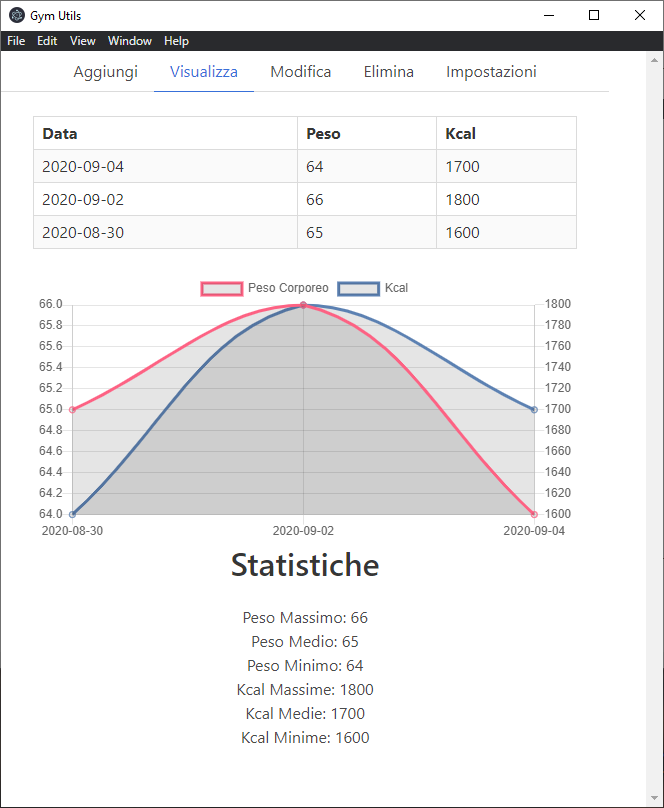 Gym Utils
File Edit View Window Help
Aggiungi Visualizza Modifica Elimina Impostazioni
Data Peso Kcal
2020-09-04 64 1700
2020-09-02 66 1800
2020-08-30 65 1600
Peso Corporeo Kcal
66.0 1800
65.8 1780
65.6 1760
65.4 1740
65.2 1720
65.0 1700
64.8 1680
64.6 1660
64.4 1640
64.2 1620
64.0 1600
2020-08-30 2020-09-02 2020-09-04
Statistiche
Peso Massimo: 66
Peso Medio: 65
Peso Minimo: 64
Kcal Massime: 1800
Kcal Medie: 1700
Kcal Minime: 1600